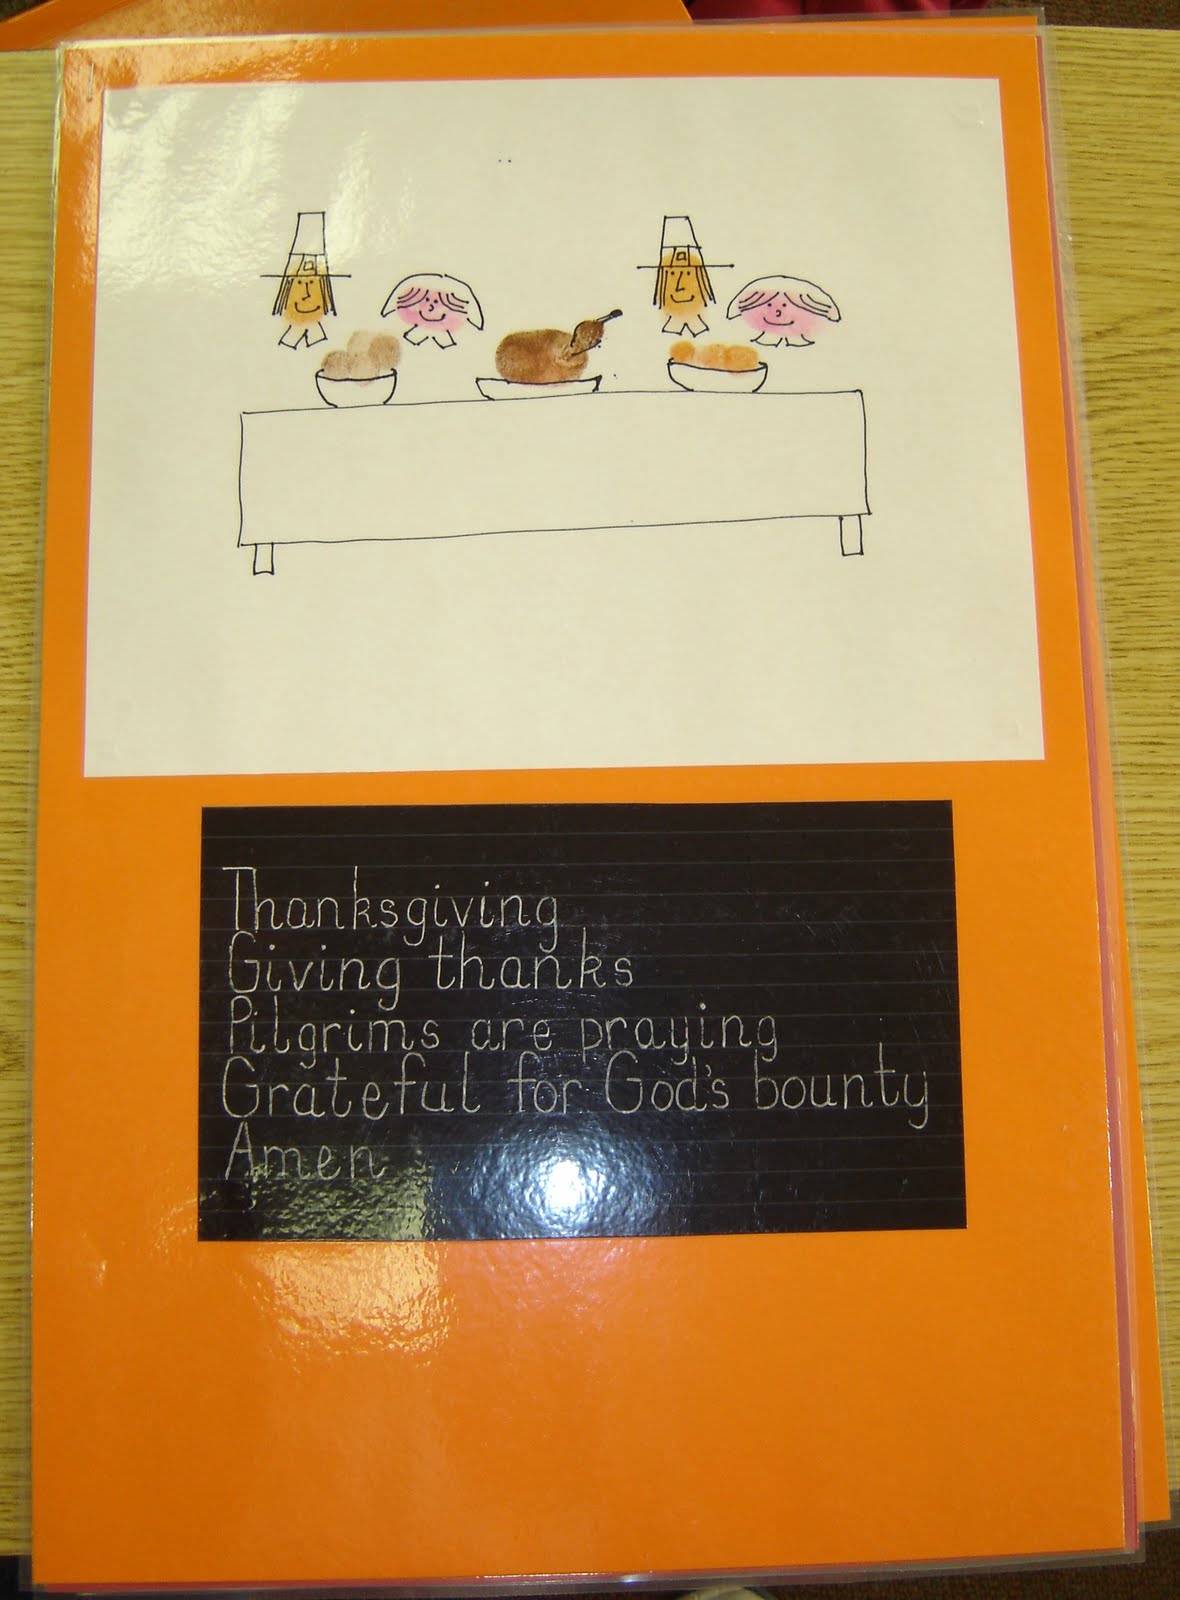 Thanksgiving
Giving thanks
Pilgrims are praying
Grateful for God's bounty
Amen